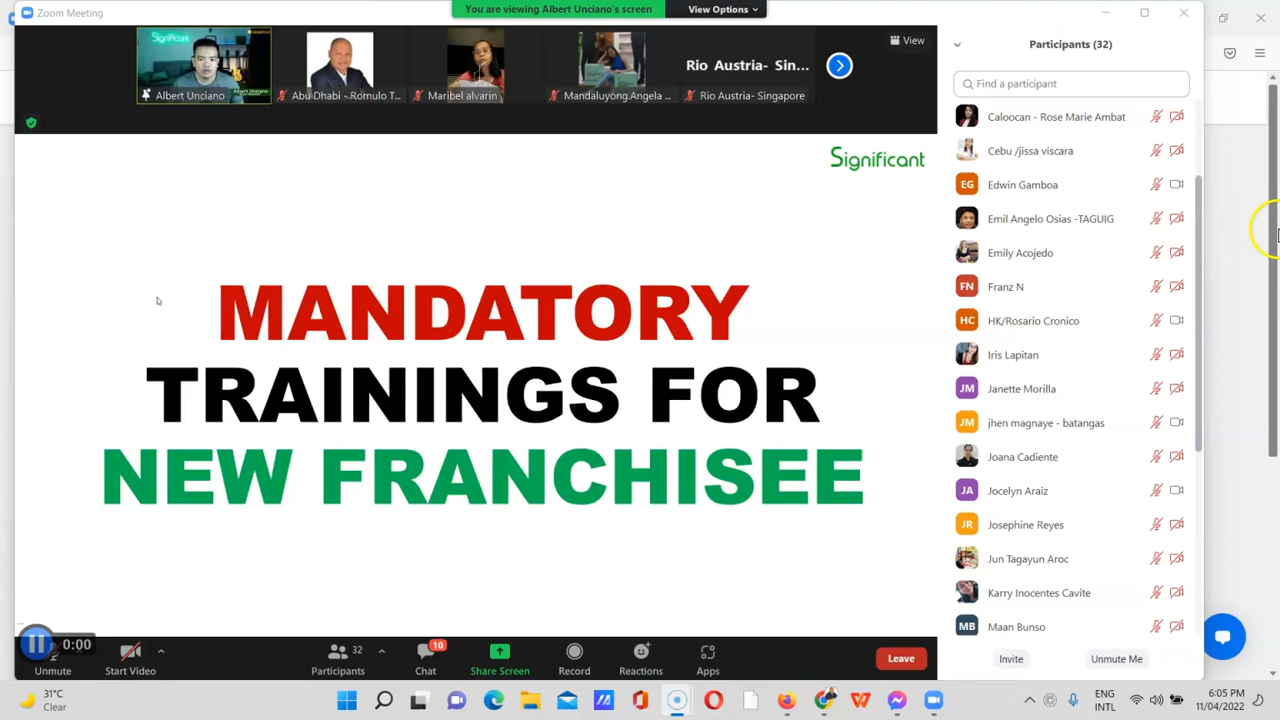 Zoom Meeting
You are viewing Albert Unciano's screen
View Options
View
Significant
Albert Unciano
Albert Unciano
Abu Dhabi - Romulo T...
Maribel alvarin
Mandaluyong.Angela ...
Rio Austria- Sin...
Rio Austria- Singapore
Significant
MANDATORY
TRAININGS FOR
NEW FRANCHISEE
Participants (32)
Find a participant
Caloocan - Rose Marie Ambat
Cebu /jissa viscara
EG Edwin Gamboa
Emil Angelo Osias -TAGUIG
Emily Acojedo
FN Franz N
HC HK/Rosario Cronico
Iris Lapitan
JM Janette Morilla
JM jhen magnaye - batangas
Joana Cadiente
JA Jocelyn Araiz
JR Josephine Reyes
Jun Tagayun Aroc
Karry Inocentes Cavite
MB Maan Bunso
Invite
Unmute Me
0:00
Unmute
Start Video
32
Participants
10
Chat
Share Screen
Record
Reactions
Apps
Leave
31°C
Clear
ENG
INTL
6:05 PM
11/04/2022